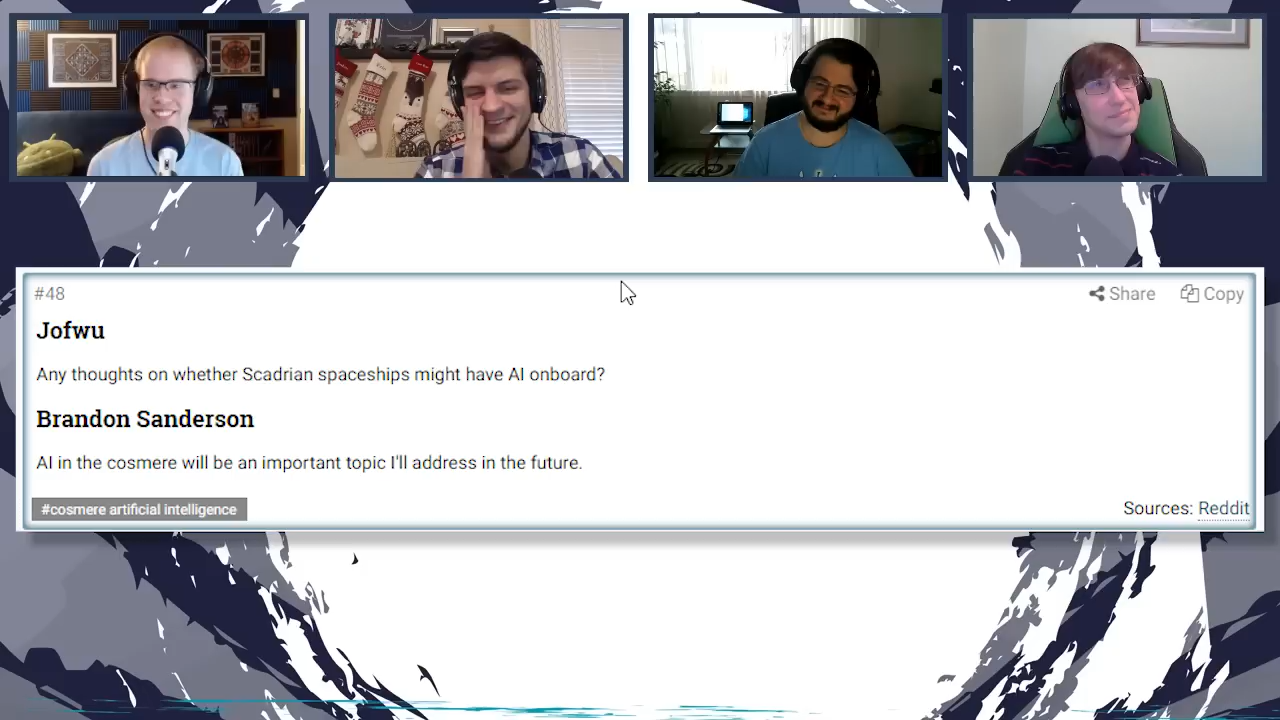 #48
Share Copy
Jofwu
Any thoughts on whether Scadrian spaceships might have AI onboard?
Brandon Sanderson
AI in the cosmere will be an important topic I'll address in the future.
#cosmere artificial intelligence
Sources: Reddit